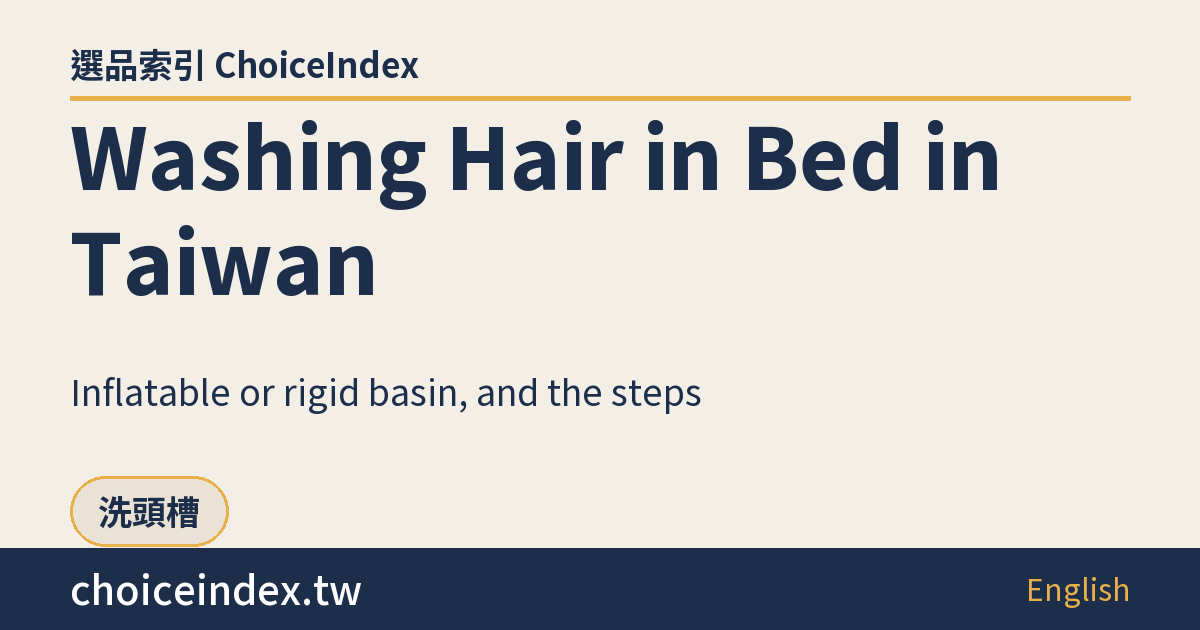 選品索引 ChoiceIndex
Washing Hair in Bed in
Taiwan
Inflatable or rigid basin, and the steps
洗頭槽
choiceindex.tw
English